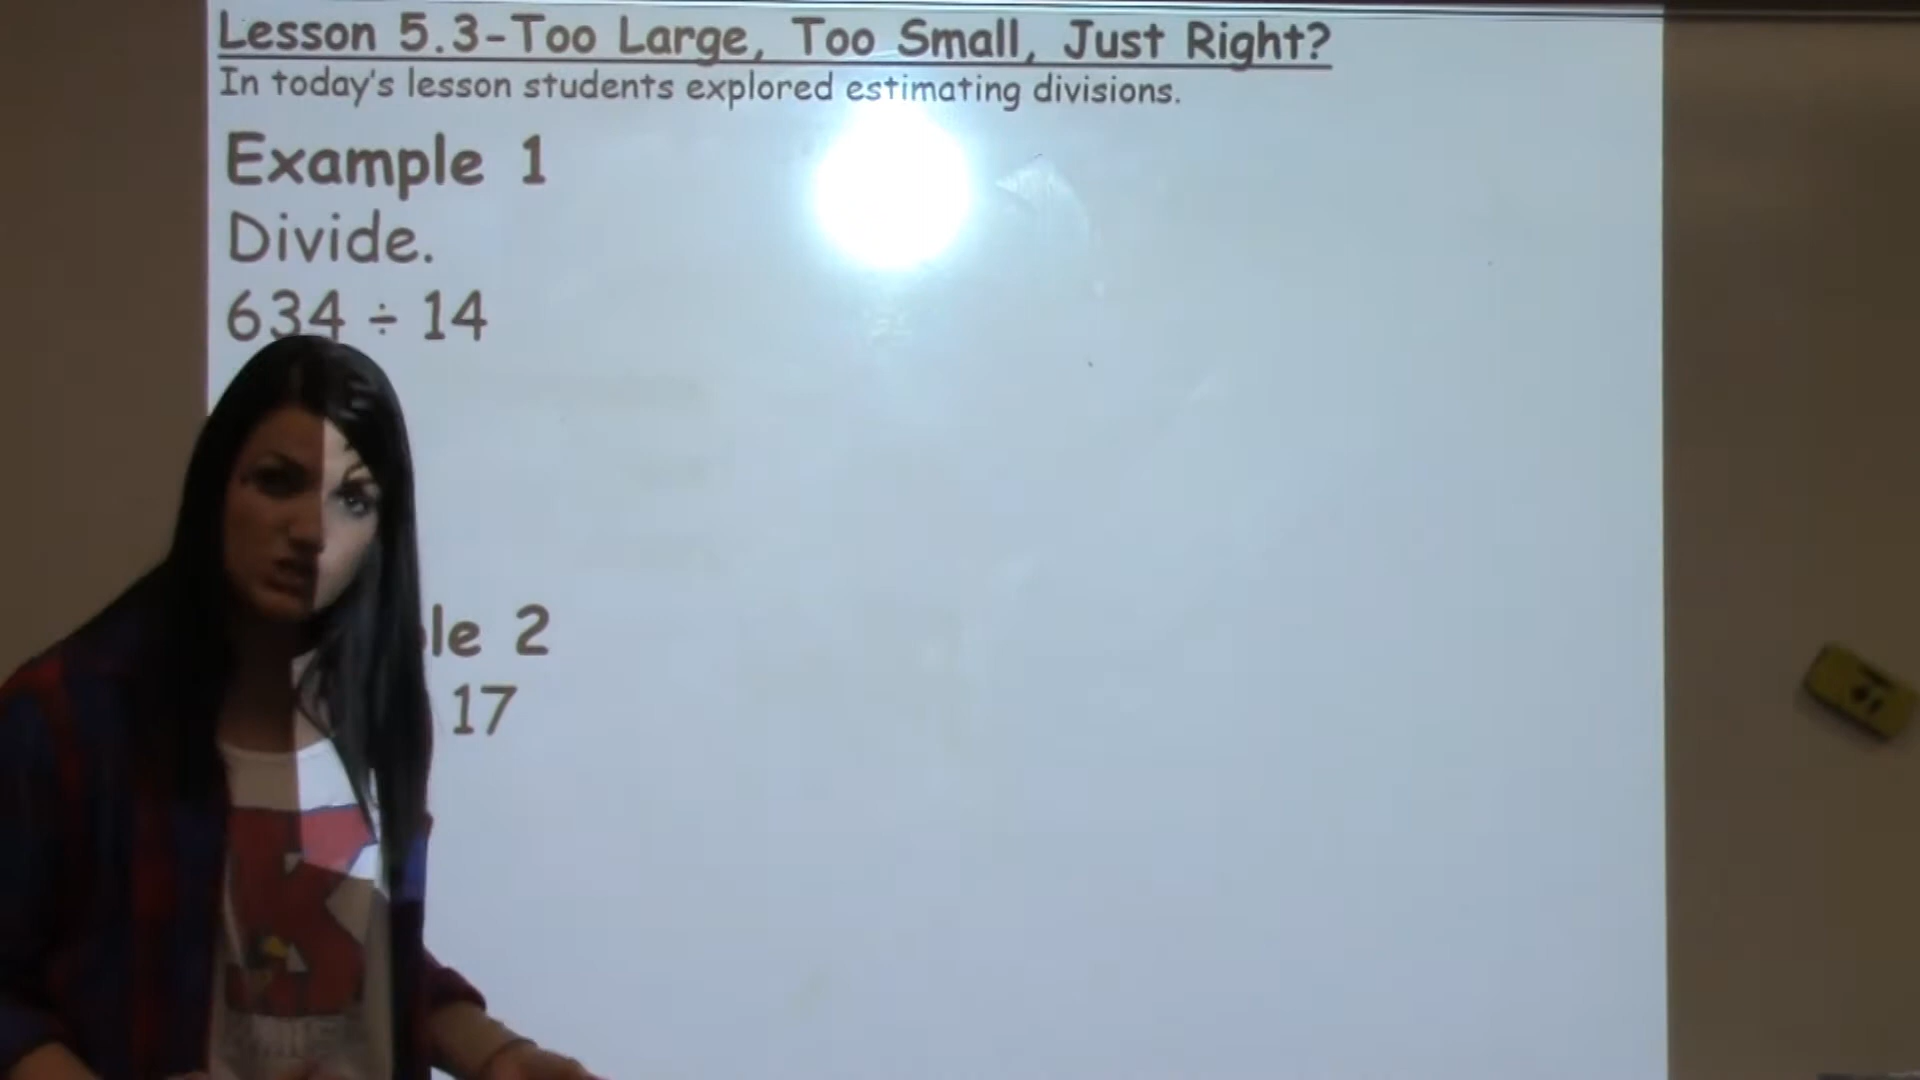 Lesson 5.3-Too Large, Too Small, Just Right?
In today's lesson students explored estimating divisions.
Example 1
Divide.
634 ÷ 14
2
17